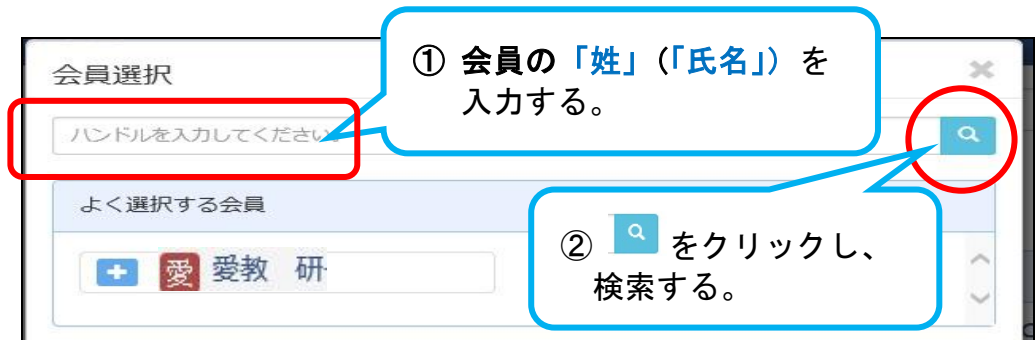 ① 会員の「姓」（「氏名」）を
入力する。
会員選択
ハンドルを入力してください
よく選択する会員
② をクリックし、
検索する。
愛 愛教 研